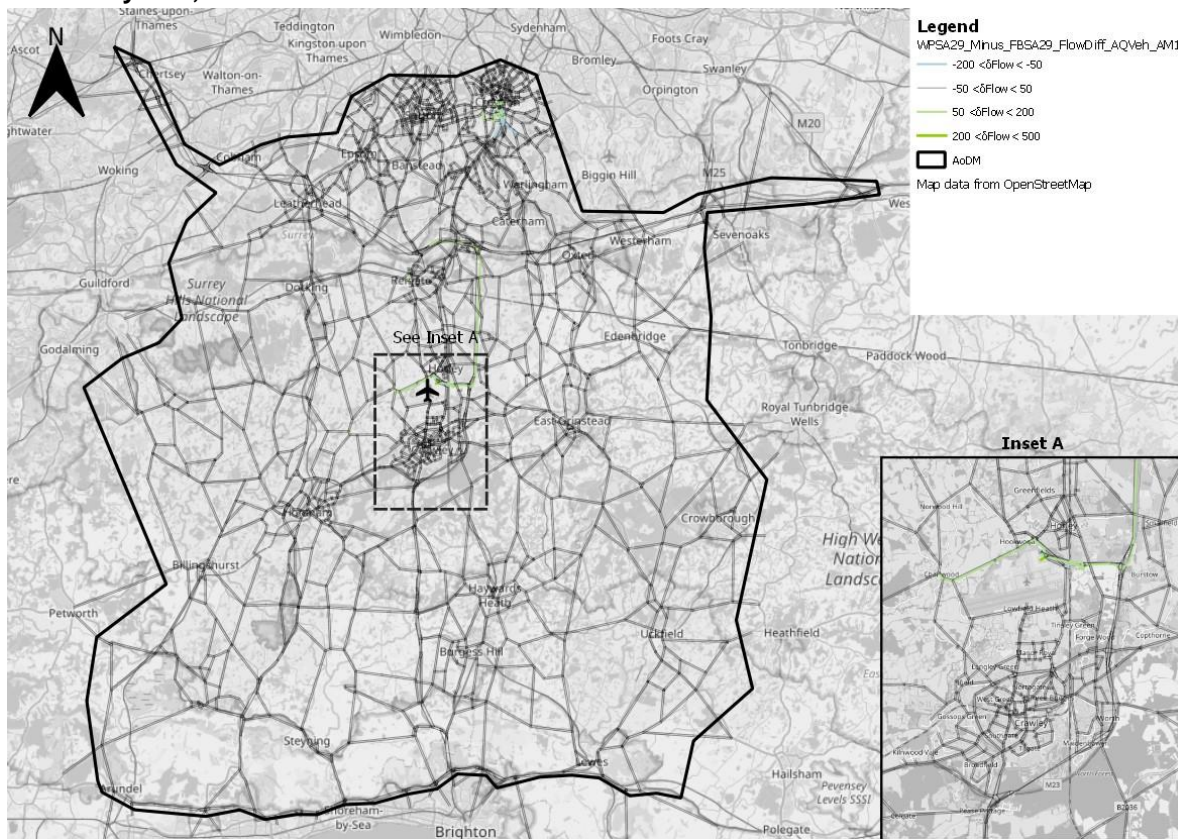 Staines-upon-
Thames
Teddington
Wimbledon
Sydenham
Ascot
Kingston upon
Thames
Foots Cray
Chertsey
Walton-on-
Thames
Bromley
Swanley
Orpington
M20
Woking
Cobham
Epsom
Banstead
Biggin Hill
M25
Warlingham
Leatherhead
Caterham
Surrey
Westerham
Sevenoaks
Oxted
Guildford
Surrey
Hills National
Landscape
Dorking
Reigate
See Inset A
Edenbridge
Tonbridge
Godalming
Paddock Wood
Horley
Royal Tunbridge
Wells
East Grinstead
Crowborough
Horsham
Billingshurst
Haywards
Heath
Petworth
Uckfield
Heathfield
Burgess Hill
Steyning
Lewes
Hailsham
Arundel
Pevensey
Levels SSSI
Shoreham-
by-Sea
Brighton
Polegate
N
Legend
WPSA29_Minus_FBSA29_FlowDiff_AQVeh_AM1
-200 <δFlow < -50
-50 <δFlow < 50
50 <δFlow < 200
200 <δFlow < 500
AoDM
Map data from OpenStreetMap
Inset A
Greenfields
Norwood Hill
Horley
Hookwood
Charlwood
Burstow
Lowfield Heath
Tinsley Green
Forge Wood
Copthorne
Langley Green
Ifield
Gossops Green
Crawley
Worth
Southgate
Maidenbower
Kilnwood Vale
Broadfield
M23
Pease Pottage
B2036